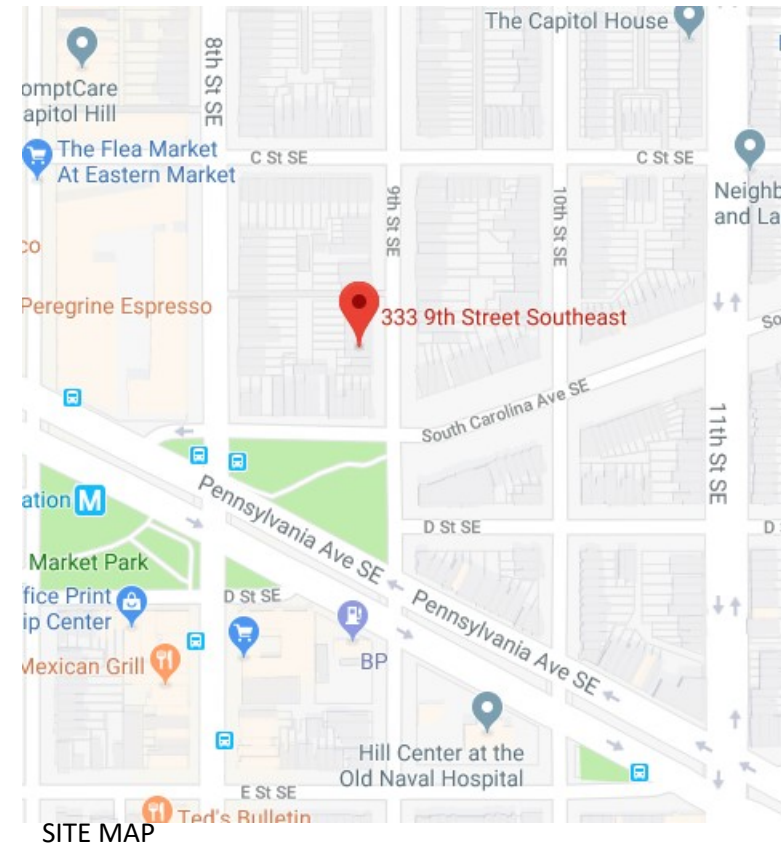 The Capitol House
omptCare
apitol Hill
8th St SE
The Flea Market
At Eastern Market
C St SE
C St SE
Neighb
and La
9th St SE
10th St SE
co
Peregrine Espresso
333 9th Street Southeast
So
South Carolina Ave SE
11th St SE
ation M
Pennsylvania Ave SE
D St SE
D
Market Park
fice Print
ip Center
D St SE
Pennsylvania Ave SE
Mexican Grill
BP
Hill Center at the
Old Naval Hospital
E St SE
Ted's Bulletin
SITE MAP